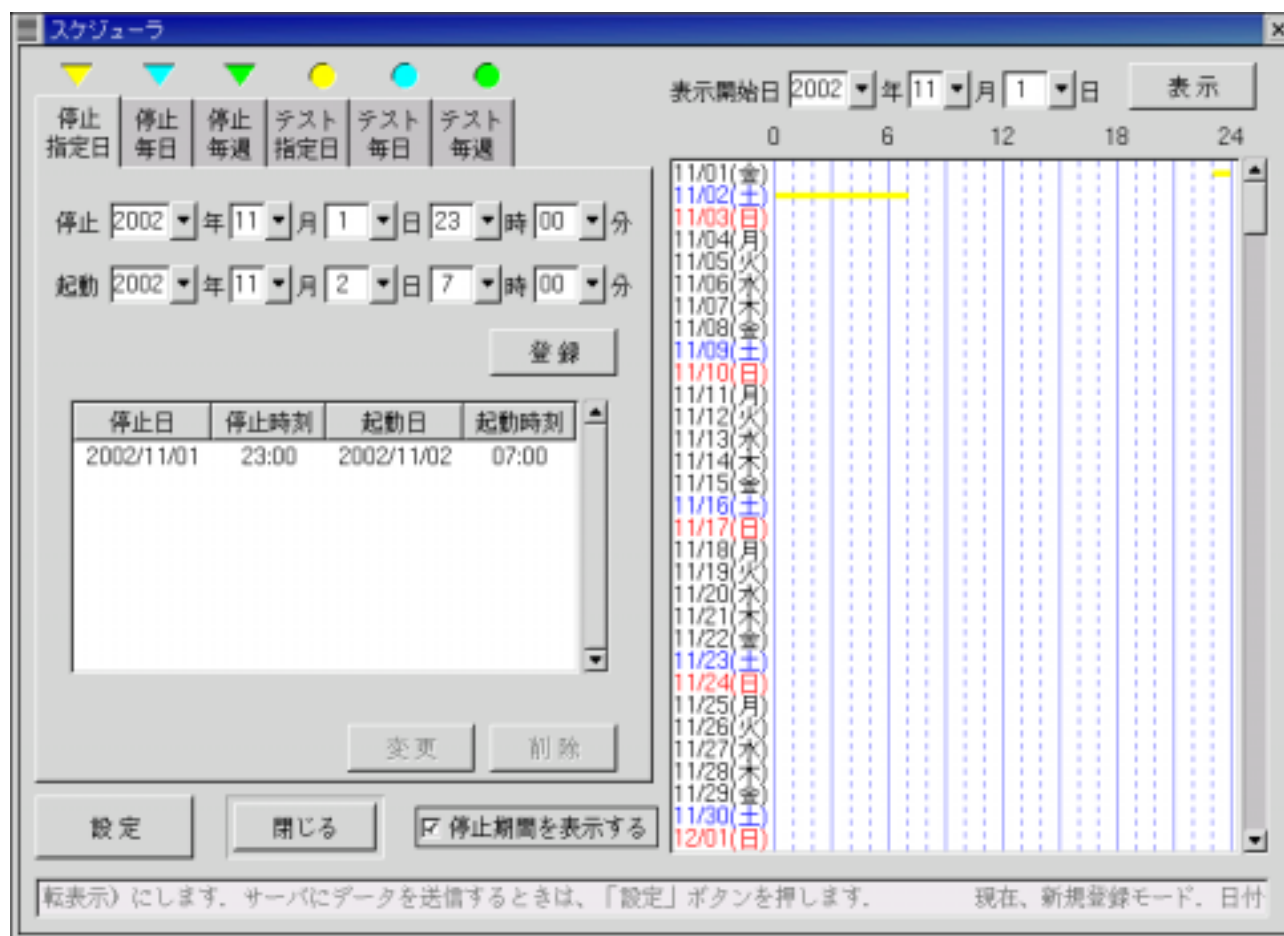 スケジューラ
停止 指定日
停止 毎日
停止 毎週
テスト 指定日
テスト 毎日
テスト 毎週
停止 2002 年 11 月 1 日 23 時 00 分
起動 2002 年 11 月 2 日 7 時 00 分
登録
停止日 停止時刻 起動日 起動時刻
2002/11/01 23:00 2002/11/02 07:00
変更 削除
設定 閉じる 停止期間を表示する
表示開始日 2002 年 11 月 1 日 表示
0 6 12 18 24
11/01(金)
11/02(土)
11/03(日)
11/04(月)
11/05(火)
11/06(水)
11/07(木)
11/08(金)
11/09(土)
11/10(日)
11/11(月)
11/12(火)
11/13(水)
11/14(木)
11/15(金)
11/16(土)
11/17(日)
11/18(月)
11/19(火)
11/20(水)
11/21(木)
11/22(金)
11/23(土)
11/24(日)
11/25(月)
11/26(火)
11/27(水)
11/28(木)
11/29(金)
11/30(土)
12/01(日)
転表示）にします．サーバにデータを送信するときは、「設定」ボタンを押します． 現在、新規登録モード．日付